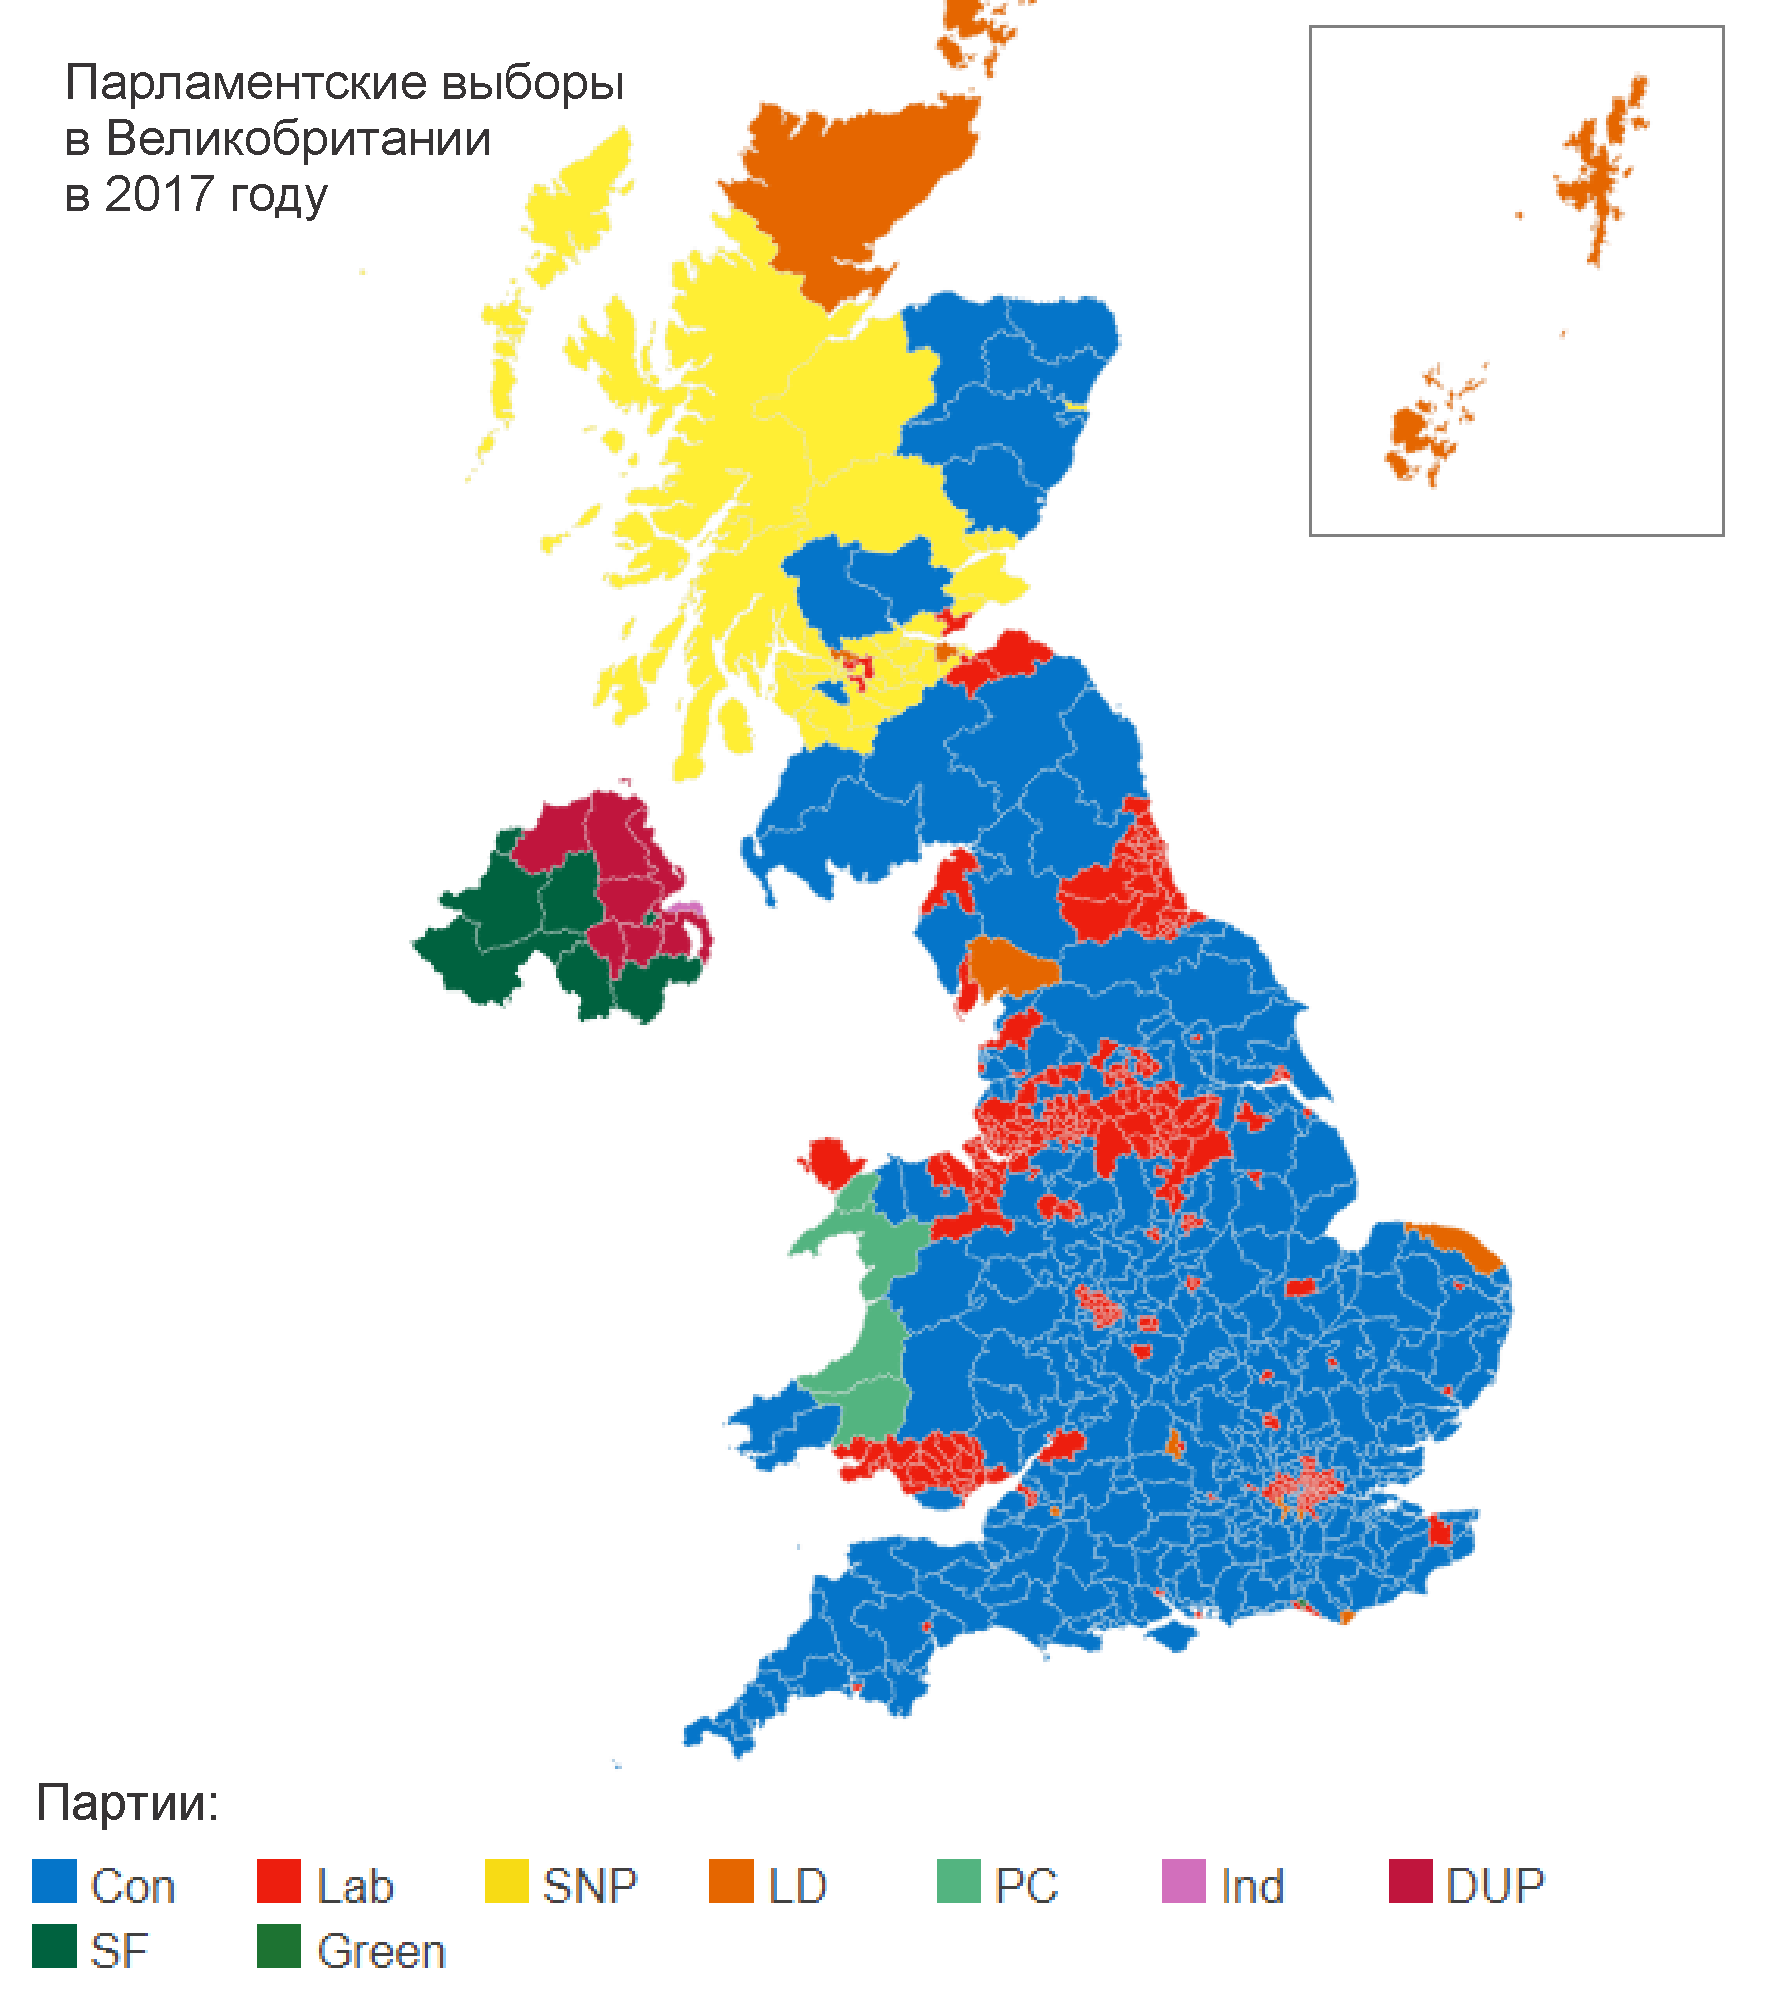 Парламентские выборы
в Великобритании
в 2017 году
Партии:
Con Lab SNP LD PC Ind DUP
SF Green